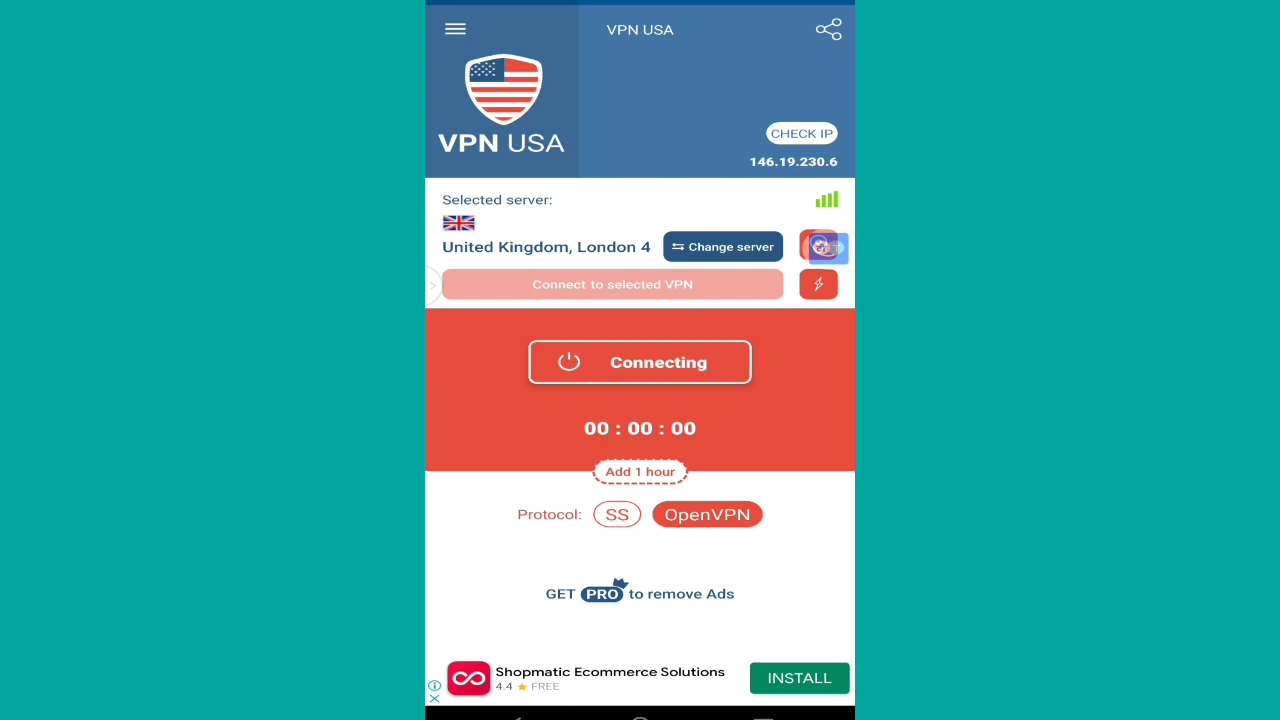 VPN USA
VPN USA
CHECK IP
146.19.230.6
Selected server:
United Kingdom, London 4
Change server
Connect to selected VPN
Connecting
00 : 00 : 00
Add 1 hour
Protocol: SS OpenVPN
GET PRO to remove Ads
Shopmatic Ecommerce Solutions
4.4 FREE
INSTALL